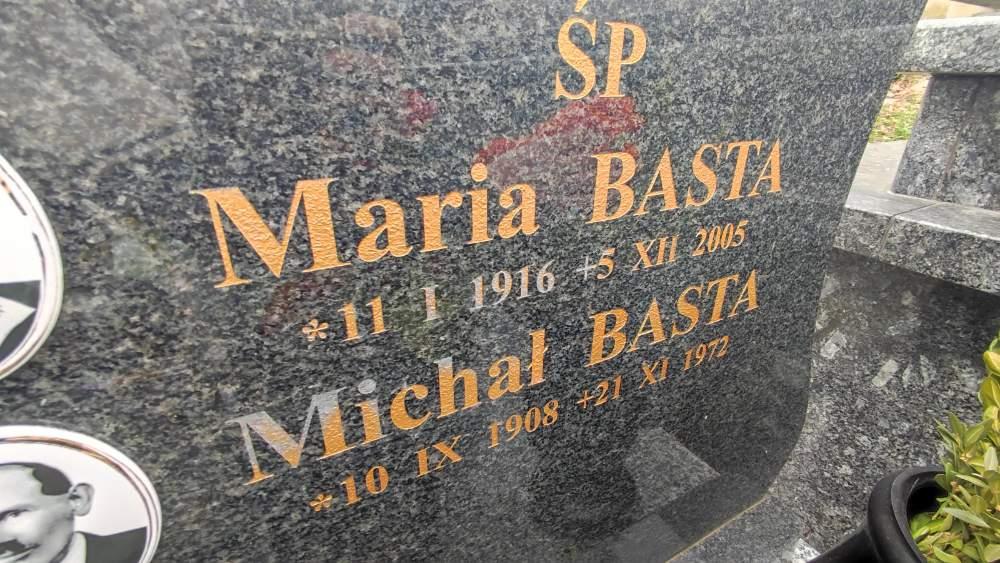 ŚP
Maria BASTA
*11 I 1916 +5 XII 2005
Michał BASTA
*10 IX 1908 +21 XI 1972